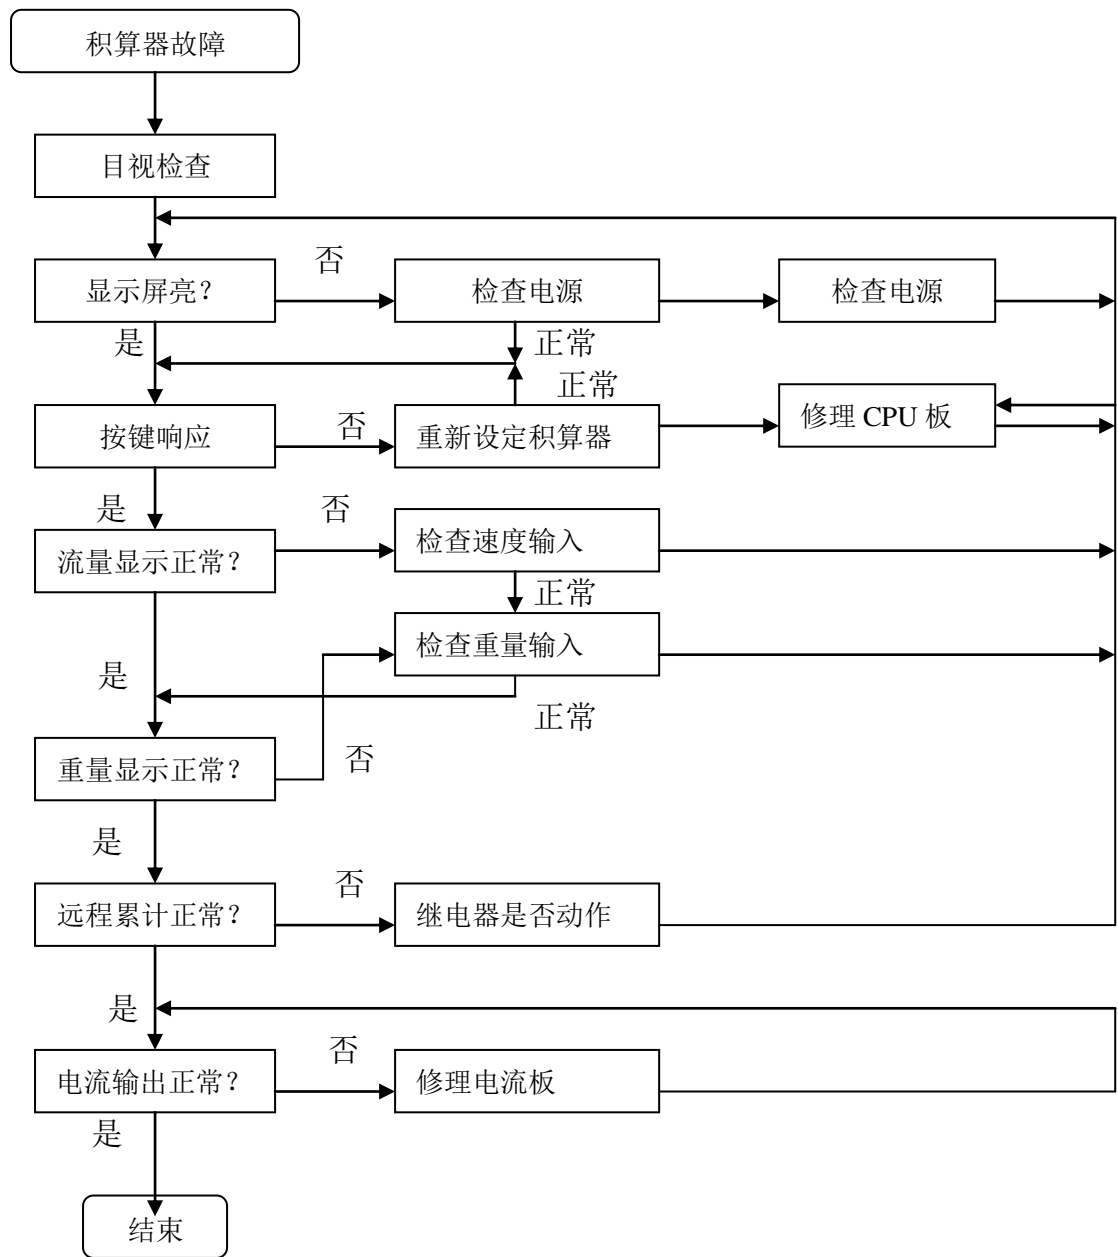 积算器故障
目视检查
否
显示屏亮？
检查电源
检查电源
是
正常
正常
按键响应
否
重新设定积算器
修理 CPU 板
是
否
流量显示正常？
检查速度输入
正常
检查重量输入
是
正常
重量显示正常？
否
是
远程累计正常？
否
继电器是否动作
是
电流输出正常？
否
修理电流板
是
结束